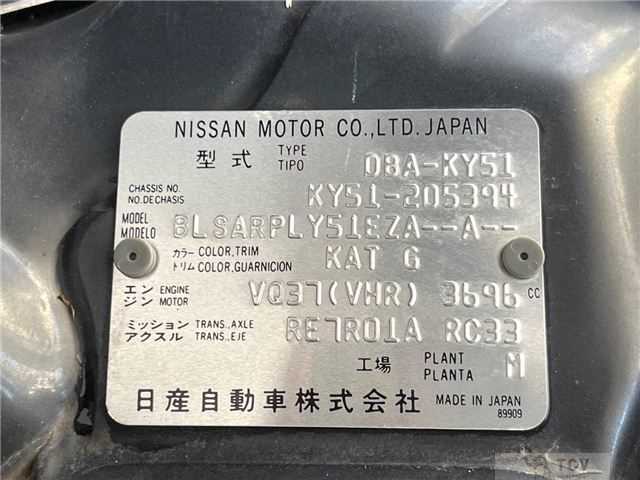 NISSAN MOTOR CO.,LTD. JAPAN
型式 TYPE TIPO DBA-KY51
CHASSIS NO. NO. DECHASIS KY51-205394
MODEL MODELO BLSARPLY51EZA--A--
カラー COLOR,TRIM トリム COLOR,GUARNICION KAT G
エンジン ENGINE MOTOR VQ37(VHR) 3696 CC
ミッション TRANS.,AXLE アクスル TRANS.,EJE RE7R01A RC33
工場 PLANT PLANTA M
日産自動車株式会社 MADE IN JAPAN
89909
TCV